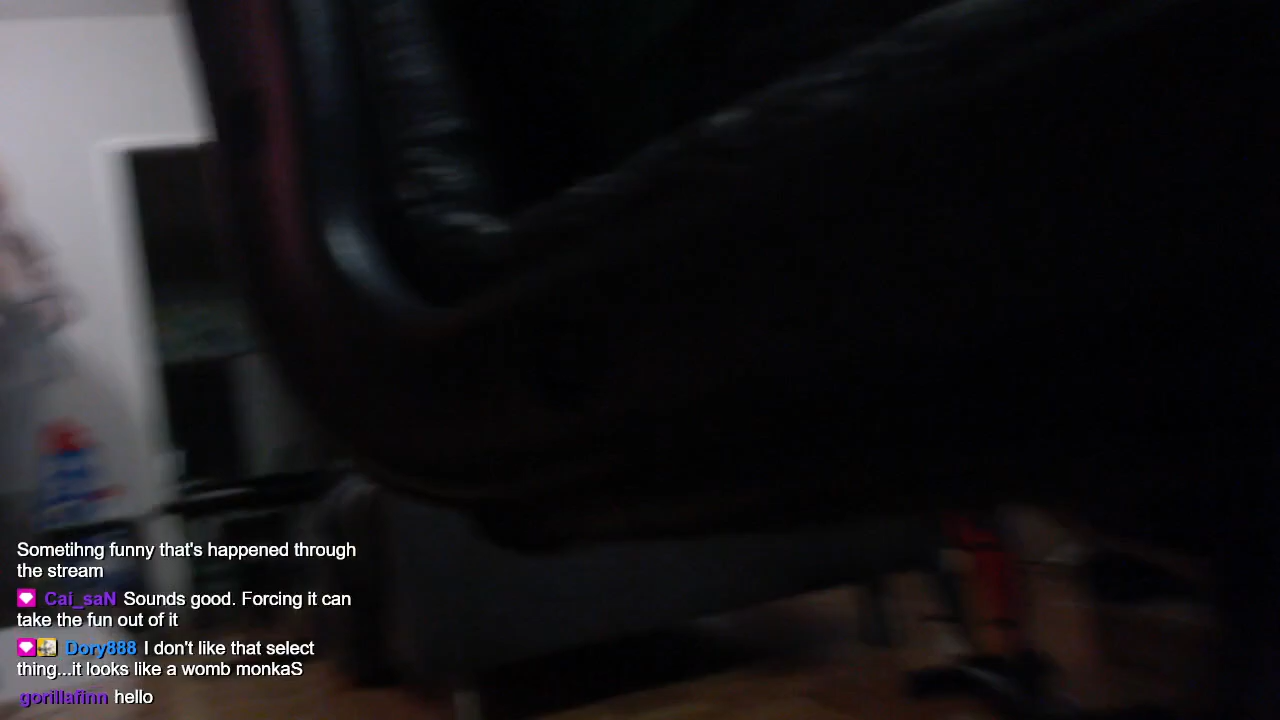 Sometihng funny that's happened through
the stream
Cai_saN Sounds good. Forcing it can
take the fun out of it
Dory888 I don't like that select
thing...it looks like a womb monkaS
gorillafinn hello